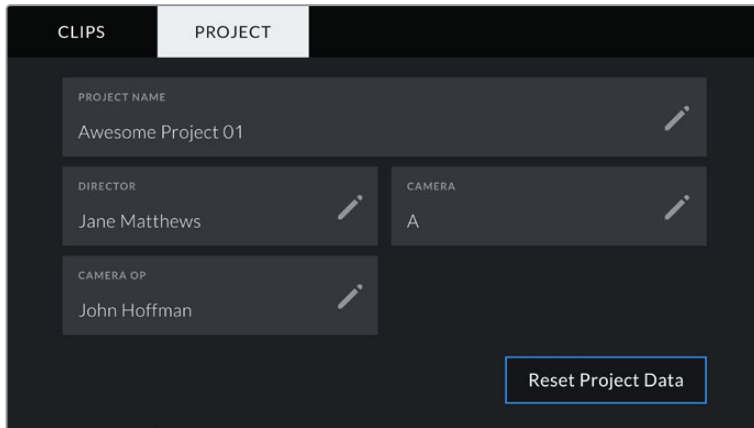 CLIPS PROJECT
PROJECT NAME
Awesome Project 01
DIRECTOR
Jane Matthews
CAMERA
A
CAMERA OP
John Hoffman
Reset Project Data